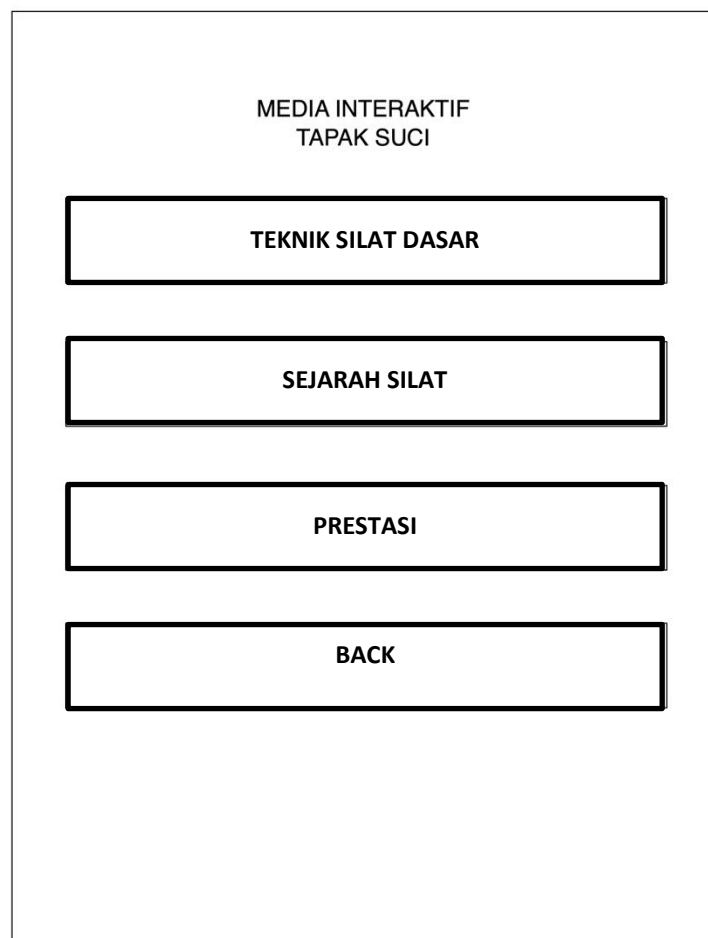 MEDIA INTERAKTIF
TAPAK SUCI
TEKNIK SILAT DASAR
SEJARAH SILAT
PRESTASI
BACK